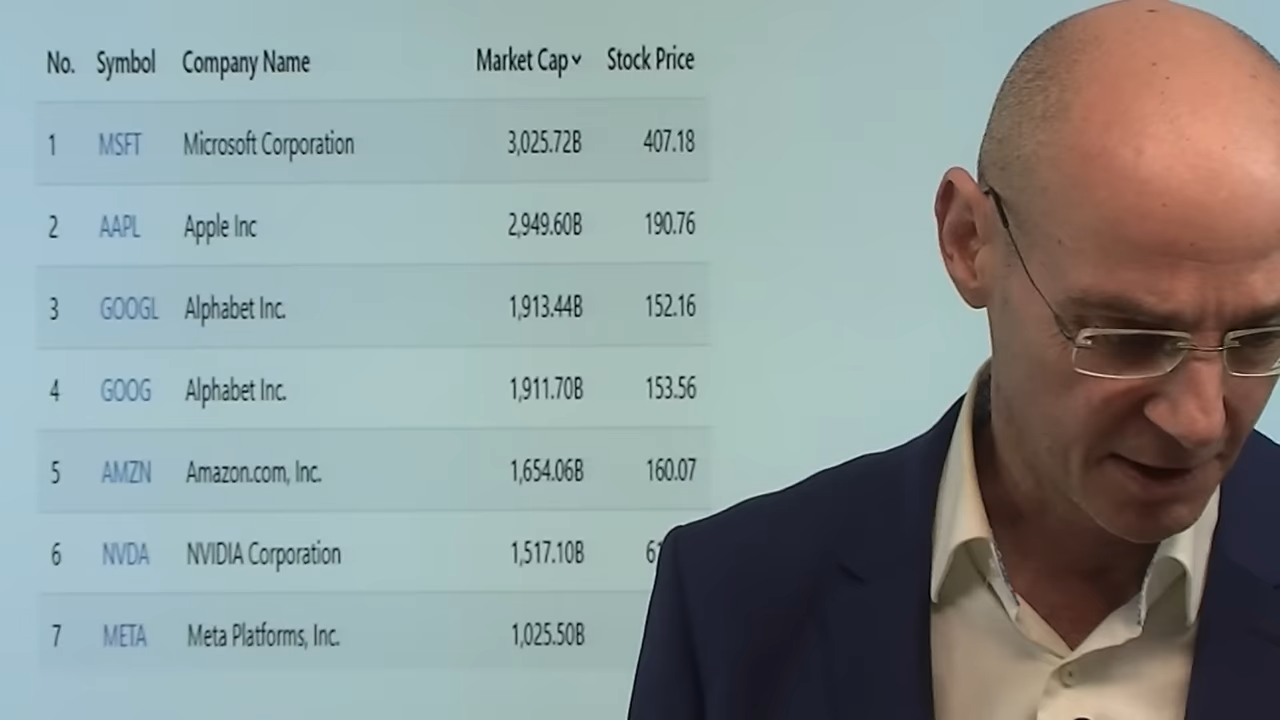 No. Symbol Company Name Market Cap Stock Price
1 MSFT Microsoft Corporation 3,025.72B 407.18
2 AAPL Apple Inc 2,949.60B 190.76
3 GOOGL Alphabet Inc. 1,913.44B 152.16
4 GOOG Alphabet Inc. 1,911.70B 153.56
5 AMZN Amazon.com, Inc. 1,654.06B 160.07
6 NVDA NVIDIA Corporation 1,517.10B
7 META Meta Platforms, Inc. 1,025.50B